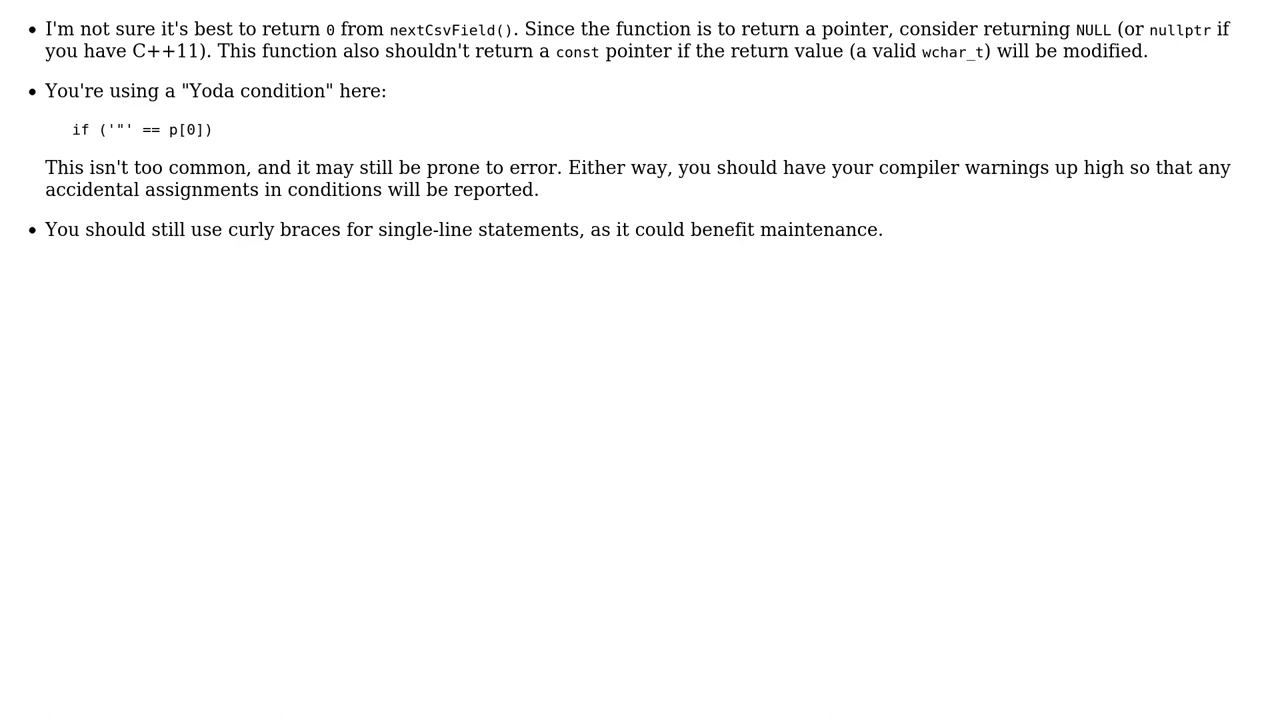 • I'm not sure it's best to return 0 from nextCsvField(). Since the function is to return a pointer, consider returning NULL (or nullptr if
you have C++11). This function also shouldn't return a const pointer if the return value (a valid wchar_t) will be modified.
• You're using a "Yoda condition" here:
if ('"' == p[0])
This isn't too common, and it may still be prone to error. Either way, you should have your compiler warnings up high so that any
accidental assignments in conditions will be reported.
• You should still use curly braces for single-line statements, as it could benefit maintenance.